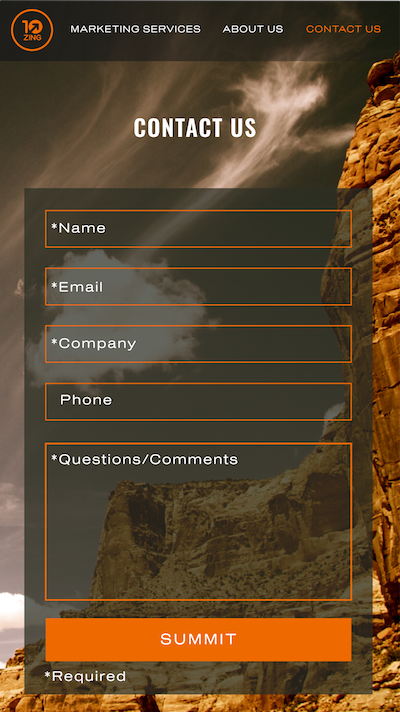 10
ZING
MARKETING SERVICES ABOUT US CONTACT US
CONTACT US
*Name
*Email
*Company
Phone
*Questions/Comments
SUMMIT
*Required